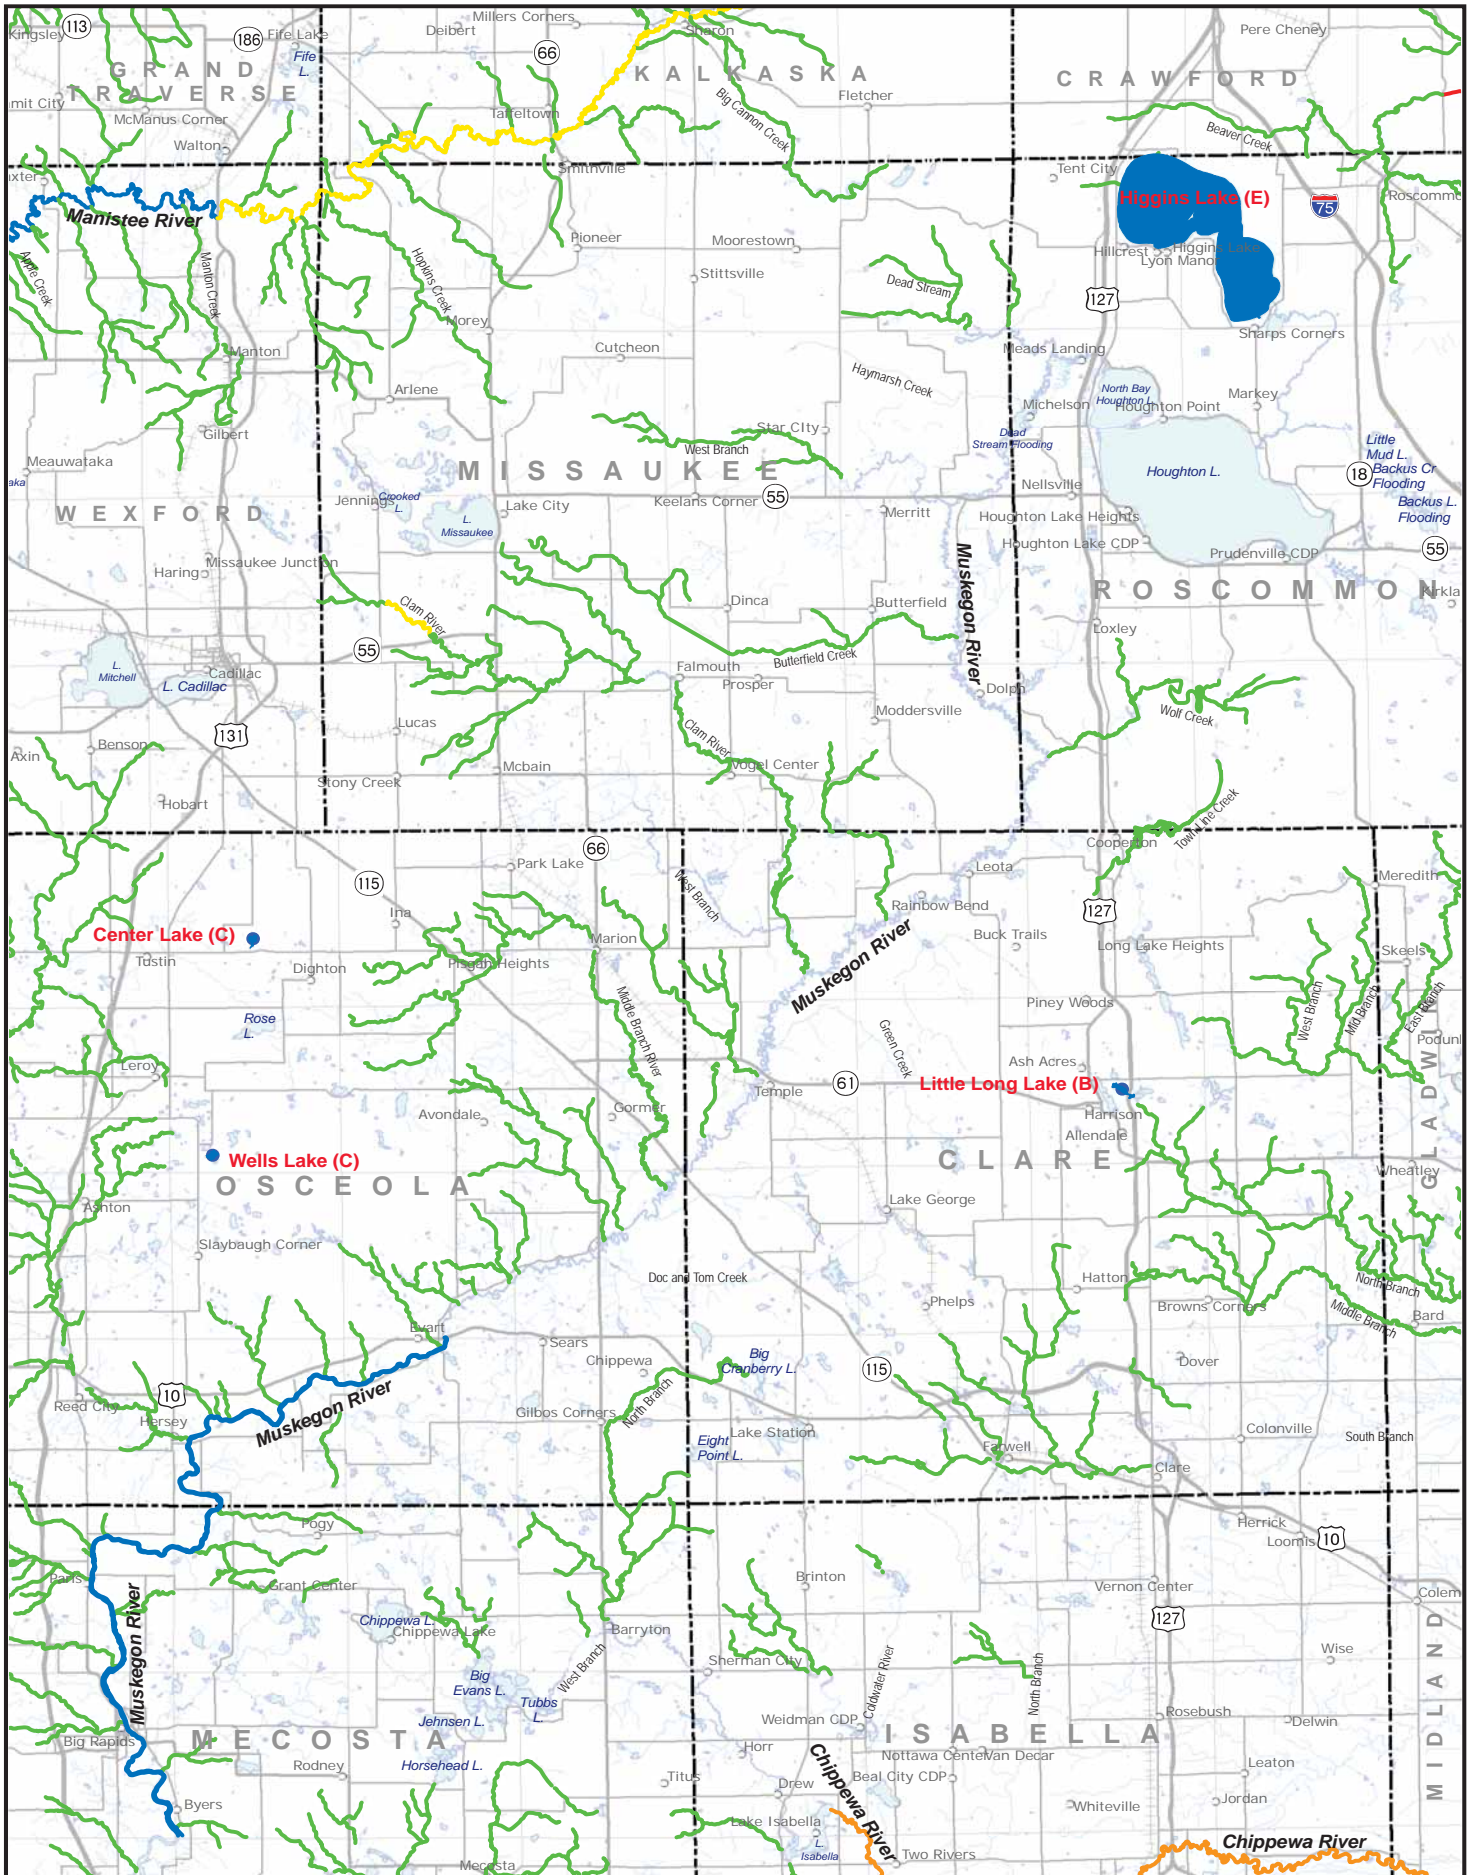 Kingsley
113
186
Fife Lake
Fife
L.
Deibert
Millers Corners
66
Sharon
Pere Cheney
GRAND
TRAVERSE
KALKASKA
CRAWFORD
mit City
McManus Corner
Walton
Taffeltown
Big Cannon Creek
Fletcher
Beaver Creek
xter
Smithville
Tent City
Higgins Lake (E)
75
Roscommo
Manistee River
Apple Creek
Manton Creek
Hopkins Creek
Pioneer
Moorestown
Stittsville
Dead Stream
Hillcrest
Higgins Lake
Lyon Manor
127
Sharps Corners
Morey
Manton
Cutcheon
Meads Landing
Arlene
Haymarsh Creek
North Bay
Houghton L.
Michelson
Houghton Point
Markey
Gilbert
Star CIty
West Branch
Dead
Stream Flooding
Little
Mud L.
Backus Cr
Flooding
18
Meauwataka
aka
MISSAUKEE
Houghton L.
Nellsville
Jennings
Crooked
L.
L.
Missaukee
Lake City
Keelans Corner
55
Merritt
Backus L.
Flooding
WEXFORD
Houghton Lake Heights
Houghton Lake CDP
Prudenville CDP
55
Haring
Missaukee Junction
Muskegon River
ROSCOMMON
Kirkla
Clam River
Dinca
Butterfield
Loxley
55
L.
Mitchell
Cadillac
L. Cadillac
Falmouth
Prosper
Butterfield Creek
Dolph
Wolf Creek
131
Lucas
Clam River
Moddersville
Axin
Benson
Mcbain
Vogel Center
Stony Creek
Hobart
Town Line Creek
Cooperton
66
Park Lake
115
West Branch
Leota
Meredith
Ina
Rainbow Bend
127
Center Lake (C)
Marion
Muskegon River
Buck Trails
Long Lake Heights
Skeels
Tustin
Dighton
Pisgah Heights
Middle Branch River
Piney Woods
West Branch
Mid Branch
East Branch
Rose
L.
Green Creek
Podunk
Leroy
Ash Acres
Temple
61
Little Long Lake (B)
Avondale
Gormer
Harrison
Allendale
GLADWIN
Wells Lake (C)
OSCEOLA
CLARE
Wheatley
Ashton
Lake George
Slaybaugh Corner
Doc and Tom Creek
Hatton
North Branch
Phelps
Browns Corners
Middle Branch
Bard
Evart
Sears
Chippewa
Big
Cranberry L.
115
Dover
10
Reed City
Hersey
Muskegon River
Gilbos Corners
North Branch
Lake Station
Eight
Point L.
Colonville
South Branch
Farwell
Clare
Pogy
Herrick
Loomis
10
Paris
Grant Center
Brinton
Vernon Center
Colem
Muskegon River
Chippewa L.
Chippewa Lake
Barryton
127
Wise
Sherman City
Big
Evans L.
Tubbs
L.
West Branch
Coldwater River
North Branch
MIDLAND
Jehnsen L.
Weidman CDP
Rosebush
Delwin
Big Rapids
MECOSTA
ISABELLA
Horsehead L.
Rodney
Horr
Nottawa Center
Van Decar
Leaton
Titus
Drew
Beal City CDP
Byers
Chippewa River
Whiteville
Jordan
Lake Isabella
L.
Isabella
Two Rivers
Chippewa River
Mecosta